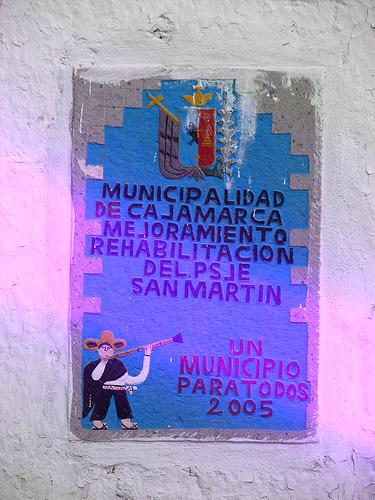 MUNICIPALIDAD
DE CAJAMARCA
MEJORAMIENTO
REHABILITACION
DEL PSJE
SAN MARTIN
UN
MUNICIPIO
PARATODOS
2005